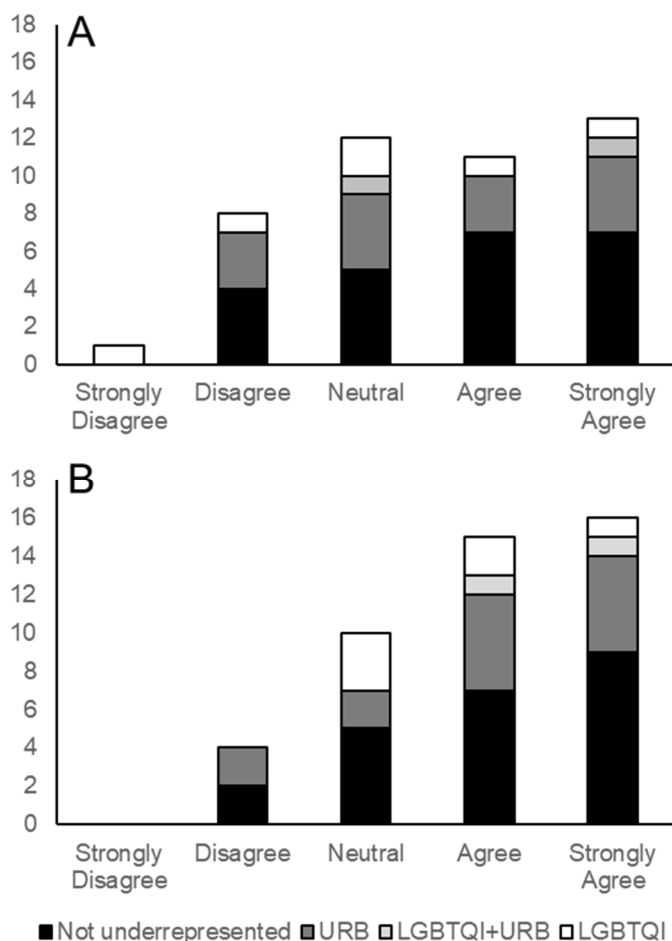 A
18
16
14
12
10
8
6
4
2
0
Strongly Disagree Neutral Agree Strongly
Disagree Agree
B
18
16
14
12
10
8
6
4
2
0
Strongly Disagree Neutral Agree Strongly
Disagree Agree
Not underrepresented URB LGBTQI+URB LGBTQI